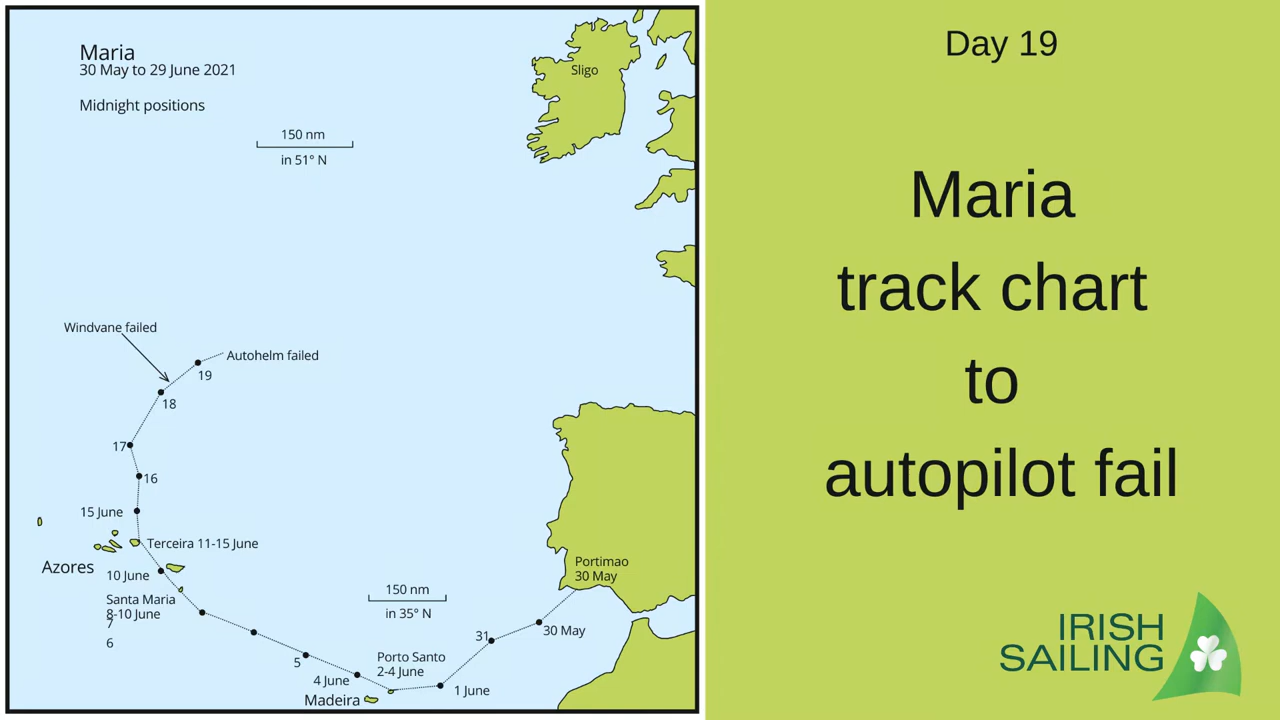 Maria
30 May to 29 June 2021
Midnight positions
150 nm
in 51° N
Sligo
Windvane failed
Autohelm failed
19
18
17
16
15 June
Terceira 11-15 June
Azores
10 June
Santa Maria
8-10 June
7
6
5
4 June
Madeira
Porto Santo
2-4 June
150 nm
in 35° N
1 June
31
30 May
Portimao
30 May
Day 19
Maria
track chart
to
autopilot fail
IRISH
SAILING